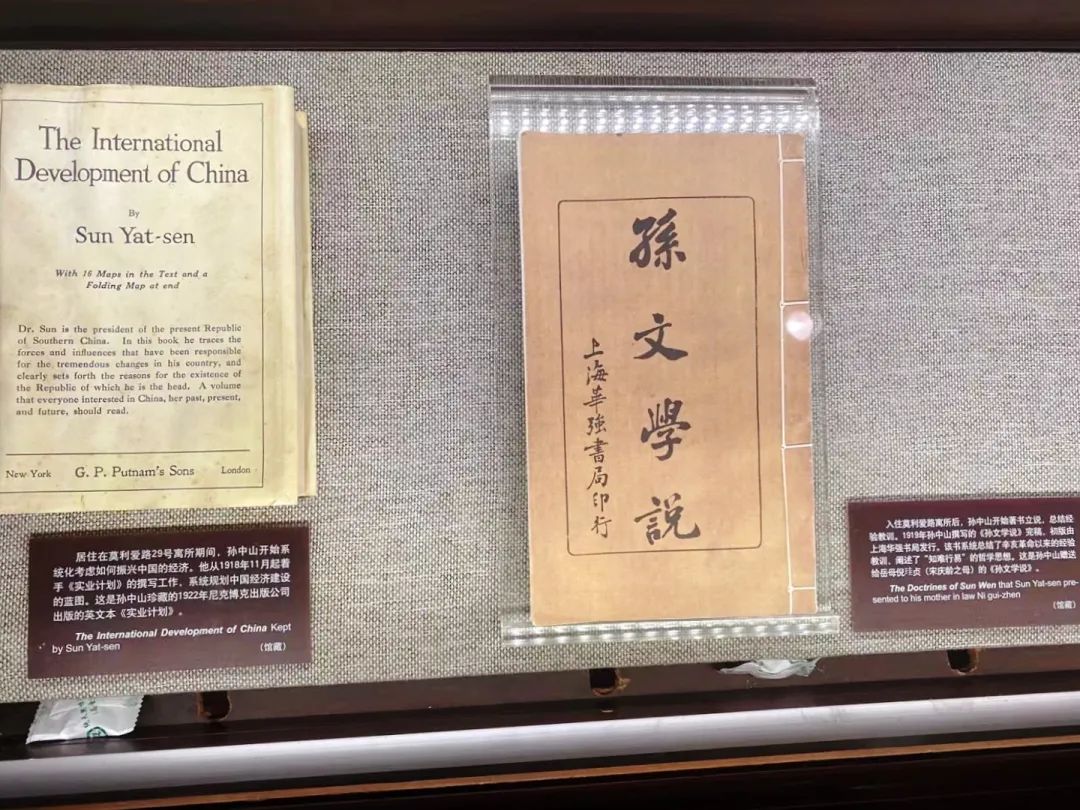 The International
Development of China
By
Sun Yat-sen
With 16 Maps in the Text and a
Folding Map at end
Dr. Sun is the president of the present Republic
of Southern China. In this book he traces the
forces and influences that have been responsible
for the tremendous changes in his country, and
clearly sets forth the reasons for the existence of
the Republic of which he is the head. A volume
that everyone interested in China, her past, present,
and future, should read.
New York G. P. Putnam's Sons London
孫文學説
上海華強書局印行
居住在莫利爱路29号寓所期间，孙中山开始系
统化考虑如何振兴中国的经济。他从1918年11月起着
手《实业计划》的撰写工作、系统规划中国经济建设
的蓝图。这是孙中山珍藏的1922年尼克博克出版公司
出版的英文本《实业计划》。
The International Development of China Kept
by Sun Yat-sen
（馆藏）
入住莫利爱路寓所后，孙中山开始著书立说，总结经
验教训。1919年孙中山撰写的《孙文学说》完稿，初版由
上海华强书局发行。该书系统总结了辛亥革命以来的经验
教训、阐述了“知难行易”的哲学思想。这是孙中山赠送
给岳母倪珪贞（宋庆龄之母）的《孙文学说》。
The Doctrines of Sun Wen that Sun Yat-sen pre-
sented to his mother in law Ni gui-zhen
（馆藏）